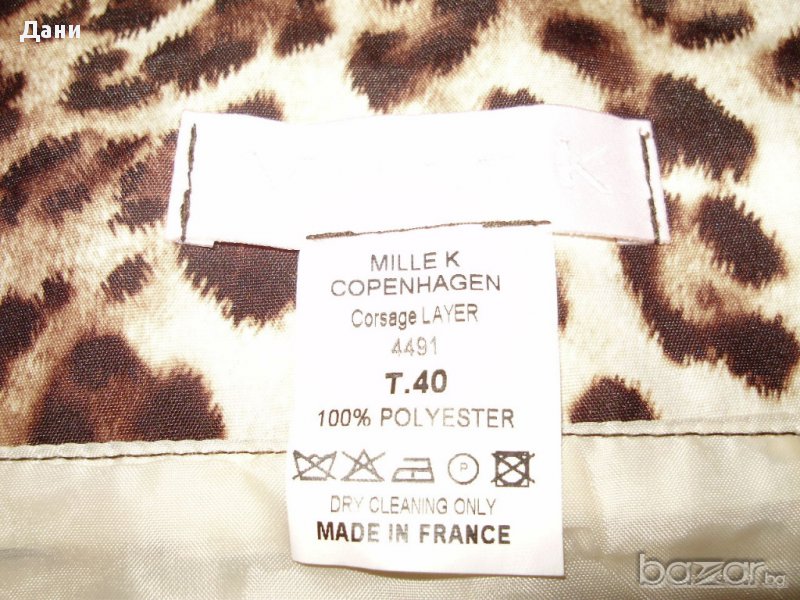 Дани
K
MILLE K
COPENHAGEN
Corsage LAYER
4491
T.40
100% POLYESTER
P
DRY CLEANING ONLY
MADE IN FRANCE
bazar.bg